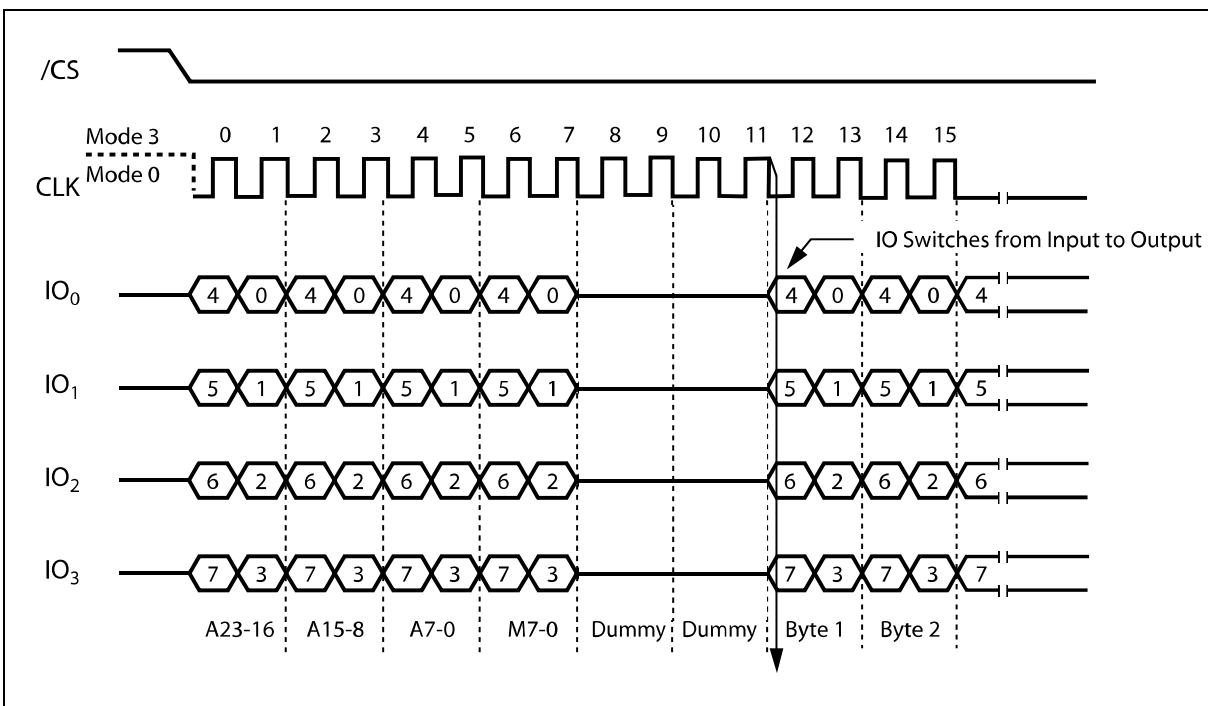 /CS
Mode 3
0 1 2 3 4 5 6 7 8 9 10 11 12 13 14 15
CLK
Mode 0
IO Switches from Input to Output
IO0
4 0 4 0 4 0 4 0 4 0 4 0 4
IO1
5 1 5 1 5 1 5 1 5 1 5 1 5
IO2
6 2 6 2 6 2 6 2 6 2 6 2 6
IO3
7 3 7 3 7 3 7 3 7 3 7 3 7
A23-16 A15-8 A7-0 M7-0 Dummy Dummy Byte 1 Byte 2